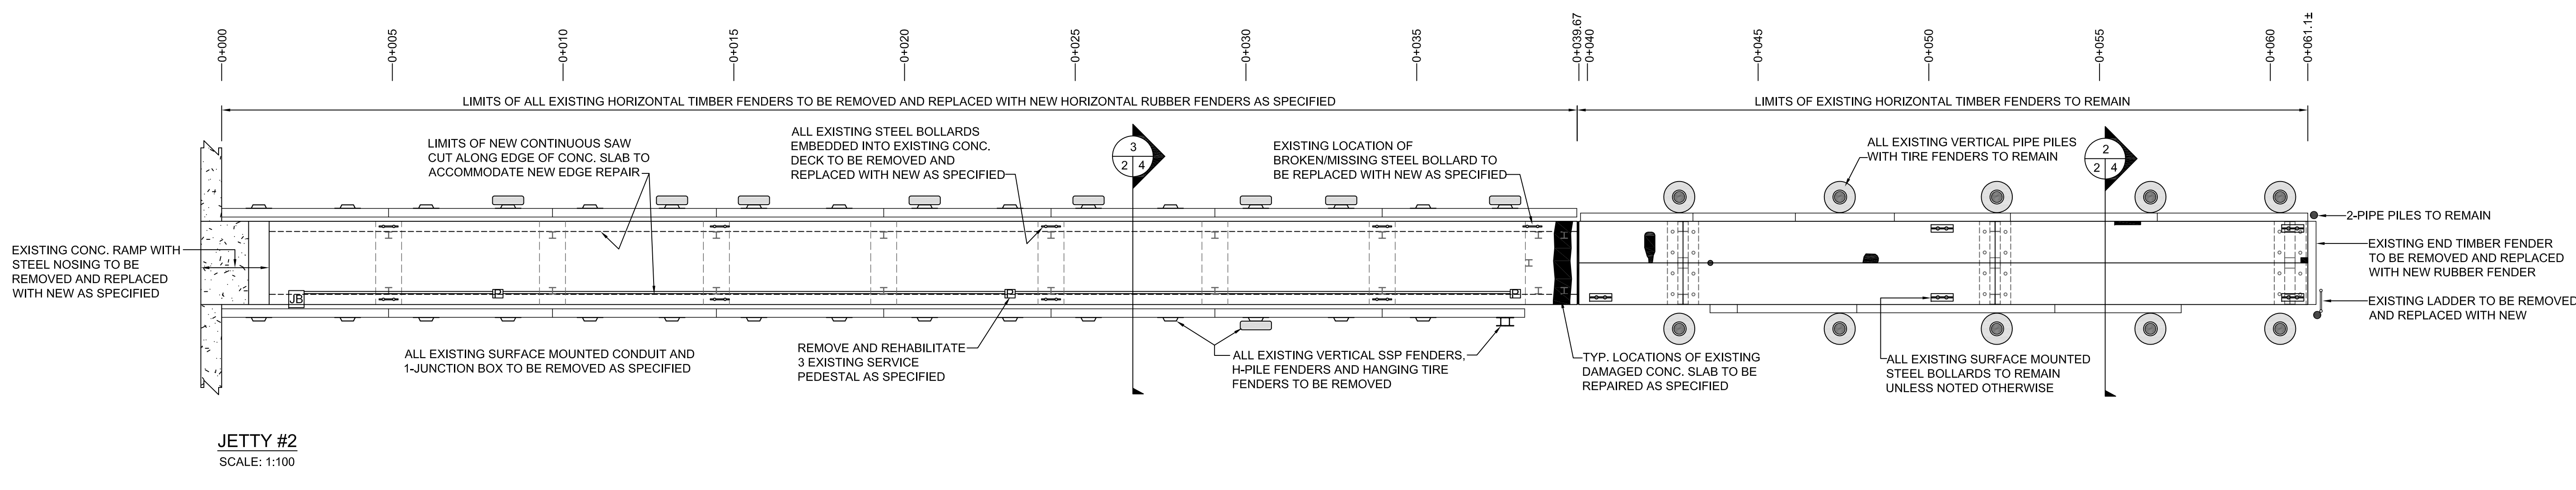 0+000
0+005
0+010
0+015
0+020
0+025
0+030
0+035
0+039.67
0+040
0+045
0+050
0+055
0+060
0+061.1±
LIMITS OF ALL EXISTING HORIZONTAL TIMBER FENDERS TO BE REMOVED AND REPLACED WITH NEW HORIZONTAL RUBBER FENDERS AS SPECIFIED
LIMITS OF EXISTING HORIZONTAL TIMBER FENDERS TO REMAIN
LIMITS OF NEW CONTINUOUS SAW
CUT ALONG EDGE OF CONC. SLAB TO
ACCOMMODATE NEW EDGE REPAIR
ALL EXISTING STEEL BOLLARDS
EMBEDDED INTO EXISTING CONC.
DECK TO BE REMOVED AND
REPLACED WITH NEW AS SPECIFIED
3
2 4
EXISTING LOCATION OF
BROKEN/MISSING STEEL BOLLARD TO
BE REPLACED WITH NEW AS SPECIFIED
ALL EXISTING VERTICAL PIPE PILES
WITH TIRE FENDERS TO REMAIN
2
2 4
2-PIPE PILES TO REMAIN
EXISTING CONC. RAMP WITH
STEEL NOSING TO BE
REMOVED AND REPLACED
WITH NEW AS SPECIFIED
EXISTING END TIMBER FENDER
TO BE REMOVED AND REPLACED
WITH NEW RUBBER FENDER
JB
EXISTING LADDER TO BE REMOVED
AND REPLACED WITH NEW
ALL EXISTING SURFACE MOUNTED CONDUIT AND
1-JUNCTION BOX TO BE REMOVED AS SPECIFIED
REMOVE AND REHABILITATE
3 EXISTING SERVICE
PEDESTAL AS SPECIFIED
ALL EXISTING VERTICAL SSP FENDERS,
H-PILE FENDERS AND HANGING TIRE
FENDERS TO BE REMOVED
TYP. LOCATIONS OF EXISTING
DAMAGED CONC. SLAB TO BE
REPAIRED AS SPECIFIED
ALL EXISTING SURFACE MOUNTED
STEEL BOLLARDS TO REMAIN
UNLESS NOTED OTHERWISE
JETTY #2
SCALE: 1:100